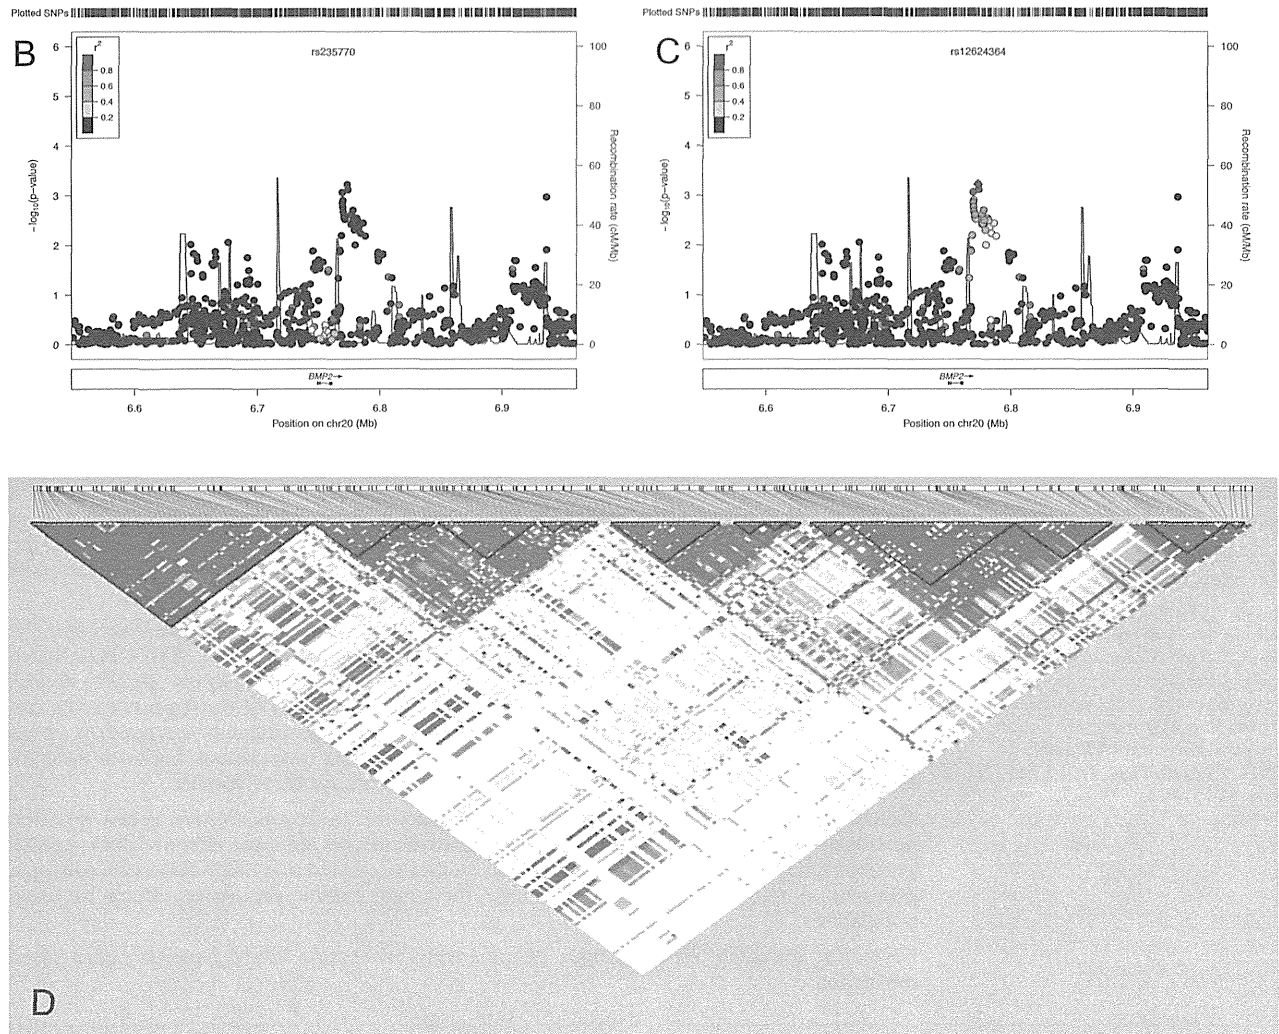 Plotted SNPs
B
r²
0.8
0.6
0.4
0.2
rs235770
6
5
4
3
2
1
0
-log₁₀(p-value)
100
80
60
40
20
0
Recombination rate (cM/Mb)
BMP2→
6.6 6.7 6.8 6.9
Position on chr20 (Mb)
Plotted SNPs
C
r²
0.8
0.6
0.4
0.2
rs12624364
6
5
4
3
2
1
0
-log₁₀(p-value)
100
80
60
40
20
0
Recombination rate (cM/Mb)
BMP2→
6.6 6.7 6.8 6.9
Position on chr20 (Mb)
D